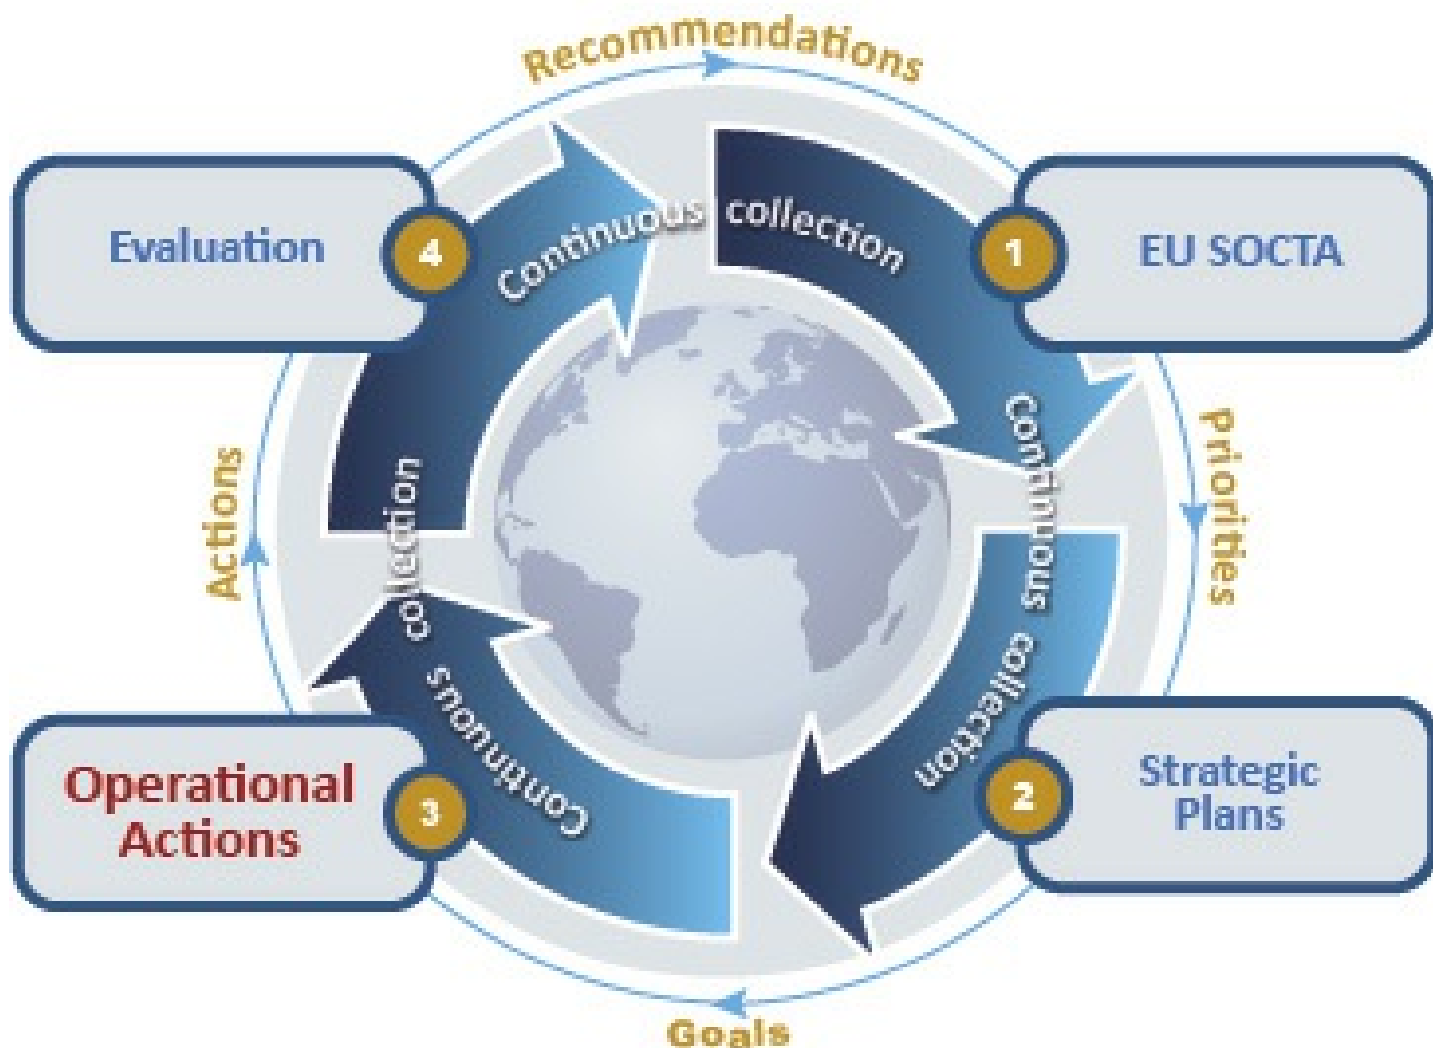 Recommendations
Evaluation
4
Continuous collection
1
EU SOCTA
Priorities
Continuous collection
Actions
Continuous collection
Operational
Actions
3
2
Strategic
Plans
Goals